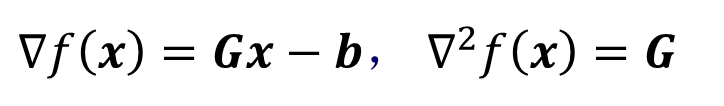 ∇f(x) = Gx − b, ∇²f(x) = G